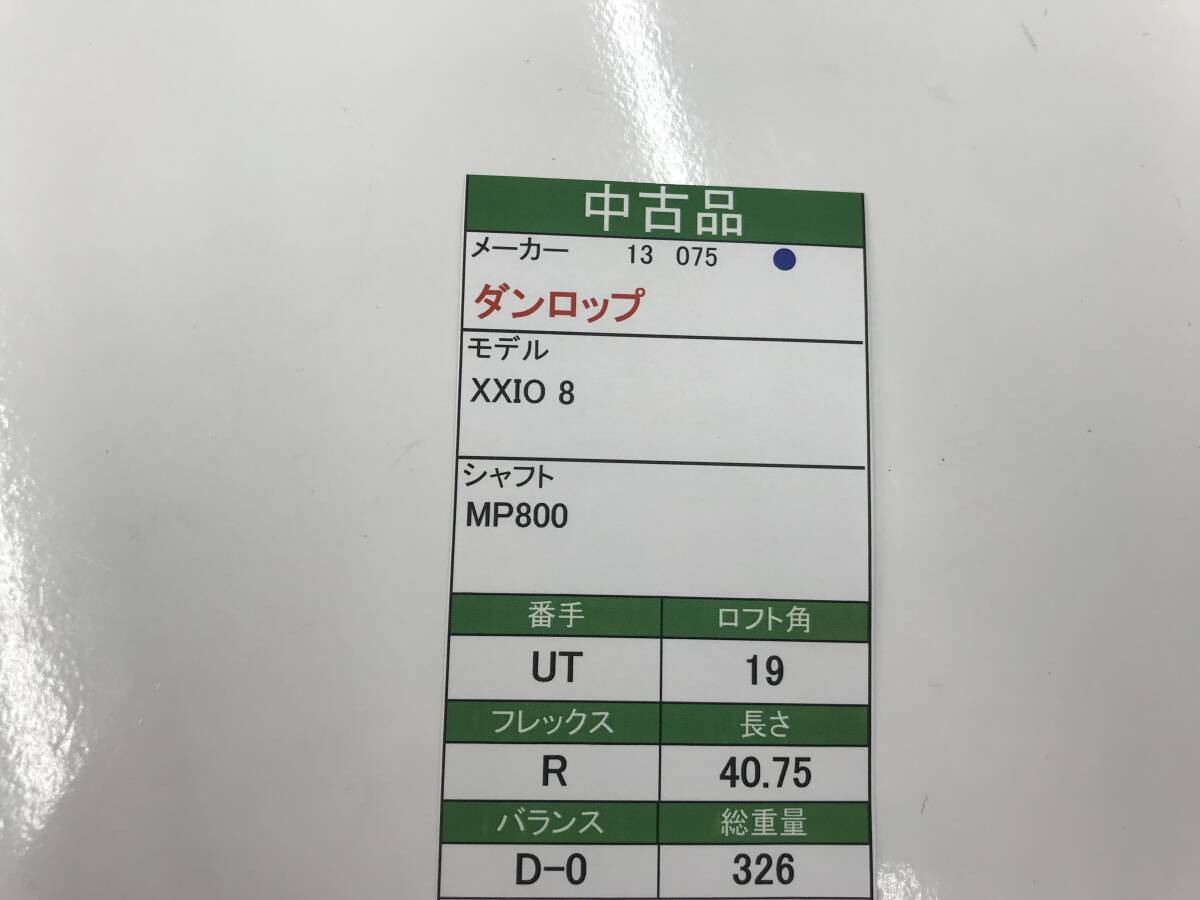 中古品
メーカー 13 075
ダンロップ
モデル
XXIO 8
シャフト
MP800
番手 ロフト角
UT 19
フレックス 長さ
R 40.75
バランス 総重量
D-0 326